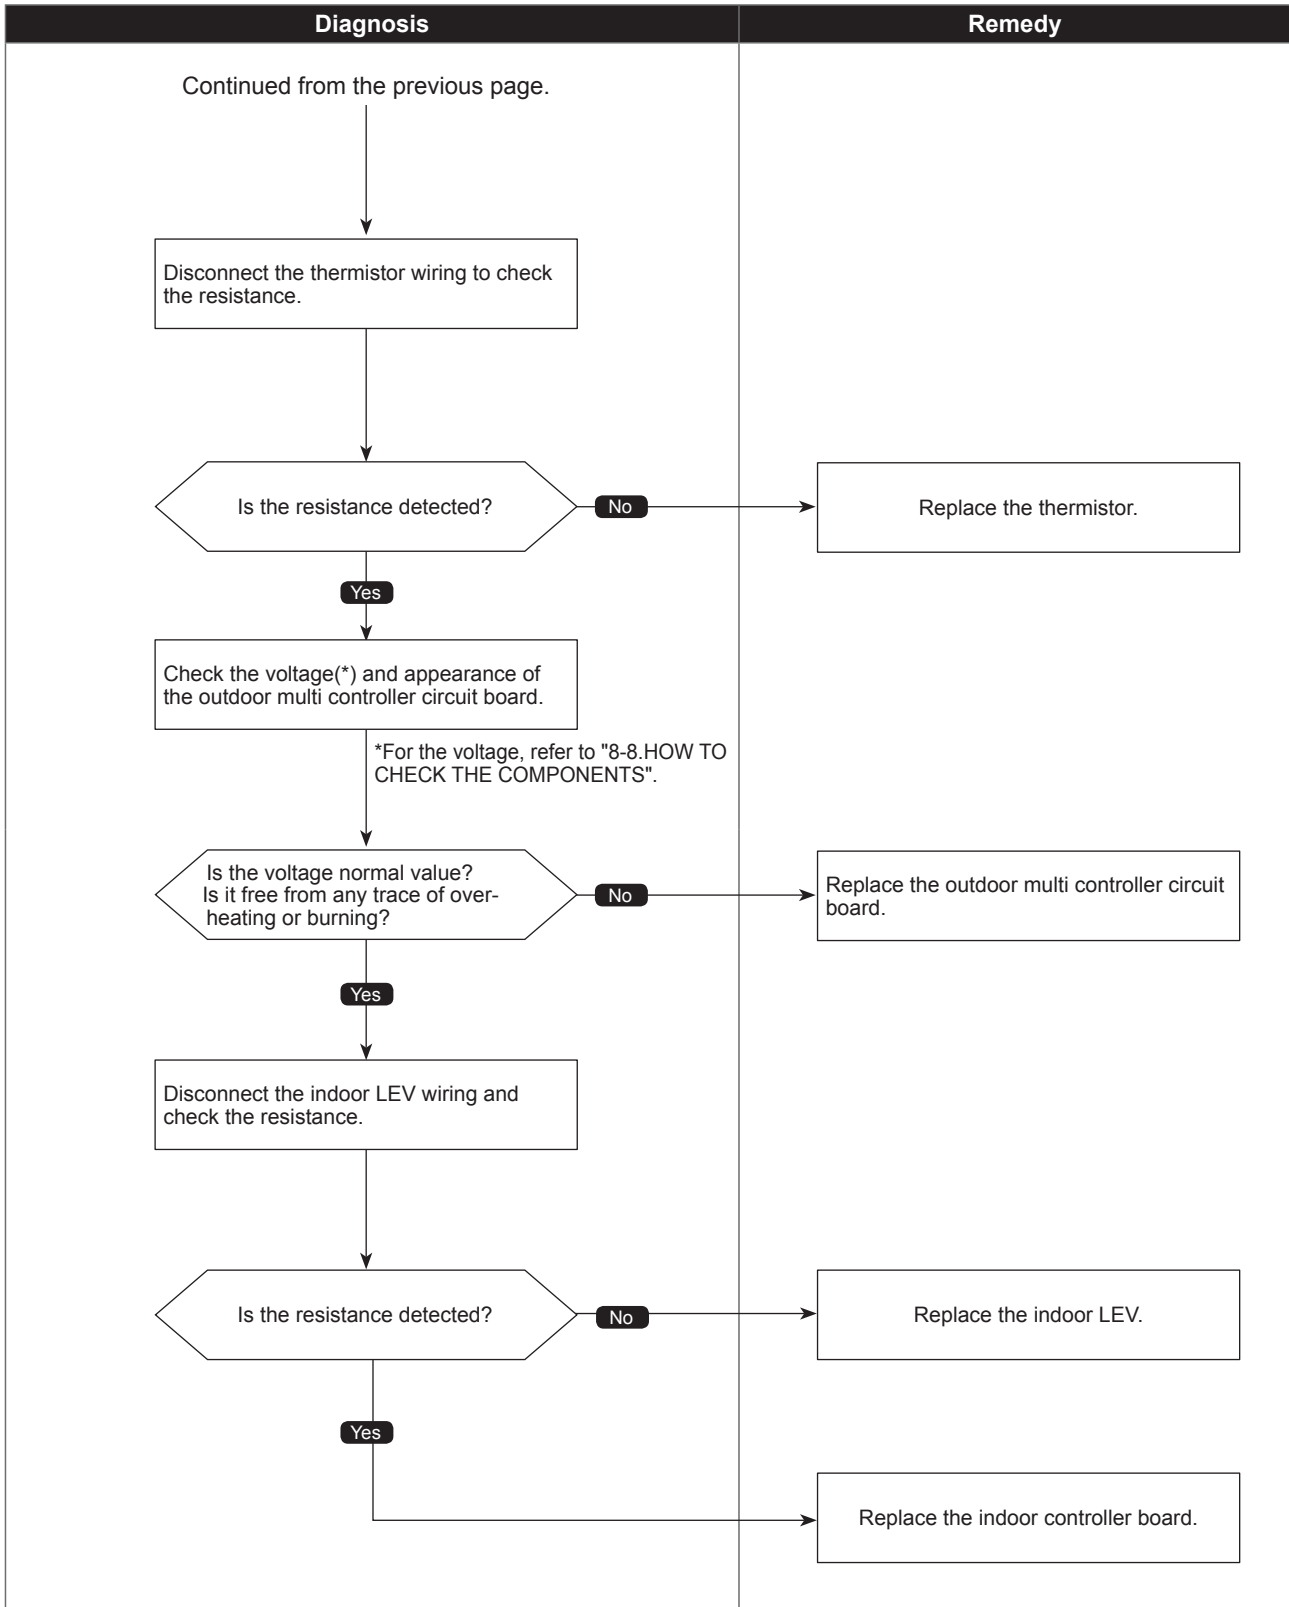 Diagnosis
Remedy
Continued from the previous page.
Disconnect the thermistor wiring to check
the resistance.
Is the resistance detected?
No
Replace the thermistor.
Yes
Check the voltage(*) and appearance of
the outdoor multi controller circuit board.
*For the voltage, refer to "8-8.HOW TO
CHECK THE COMPONENTS".
Is the voltage normal value?
Is it free from any trace of over-
heating or burning?
No
Replace the outdoor multi controller circuit
board.
Yes
Disconnect the indoor LEV wiring and
check the resistance.
Is the resistance detected?
No
Replace the indoor LEV.
Yes
Replace the indoor controller board.